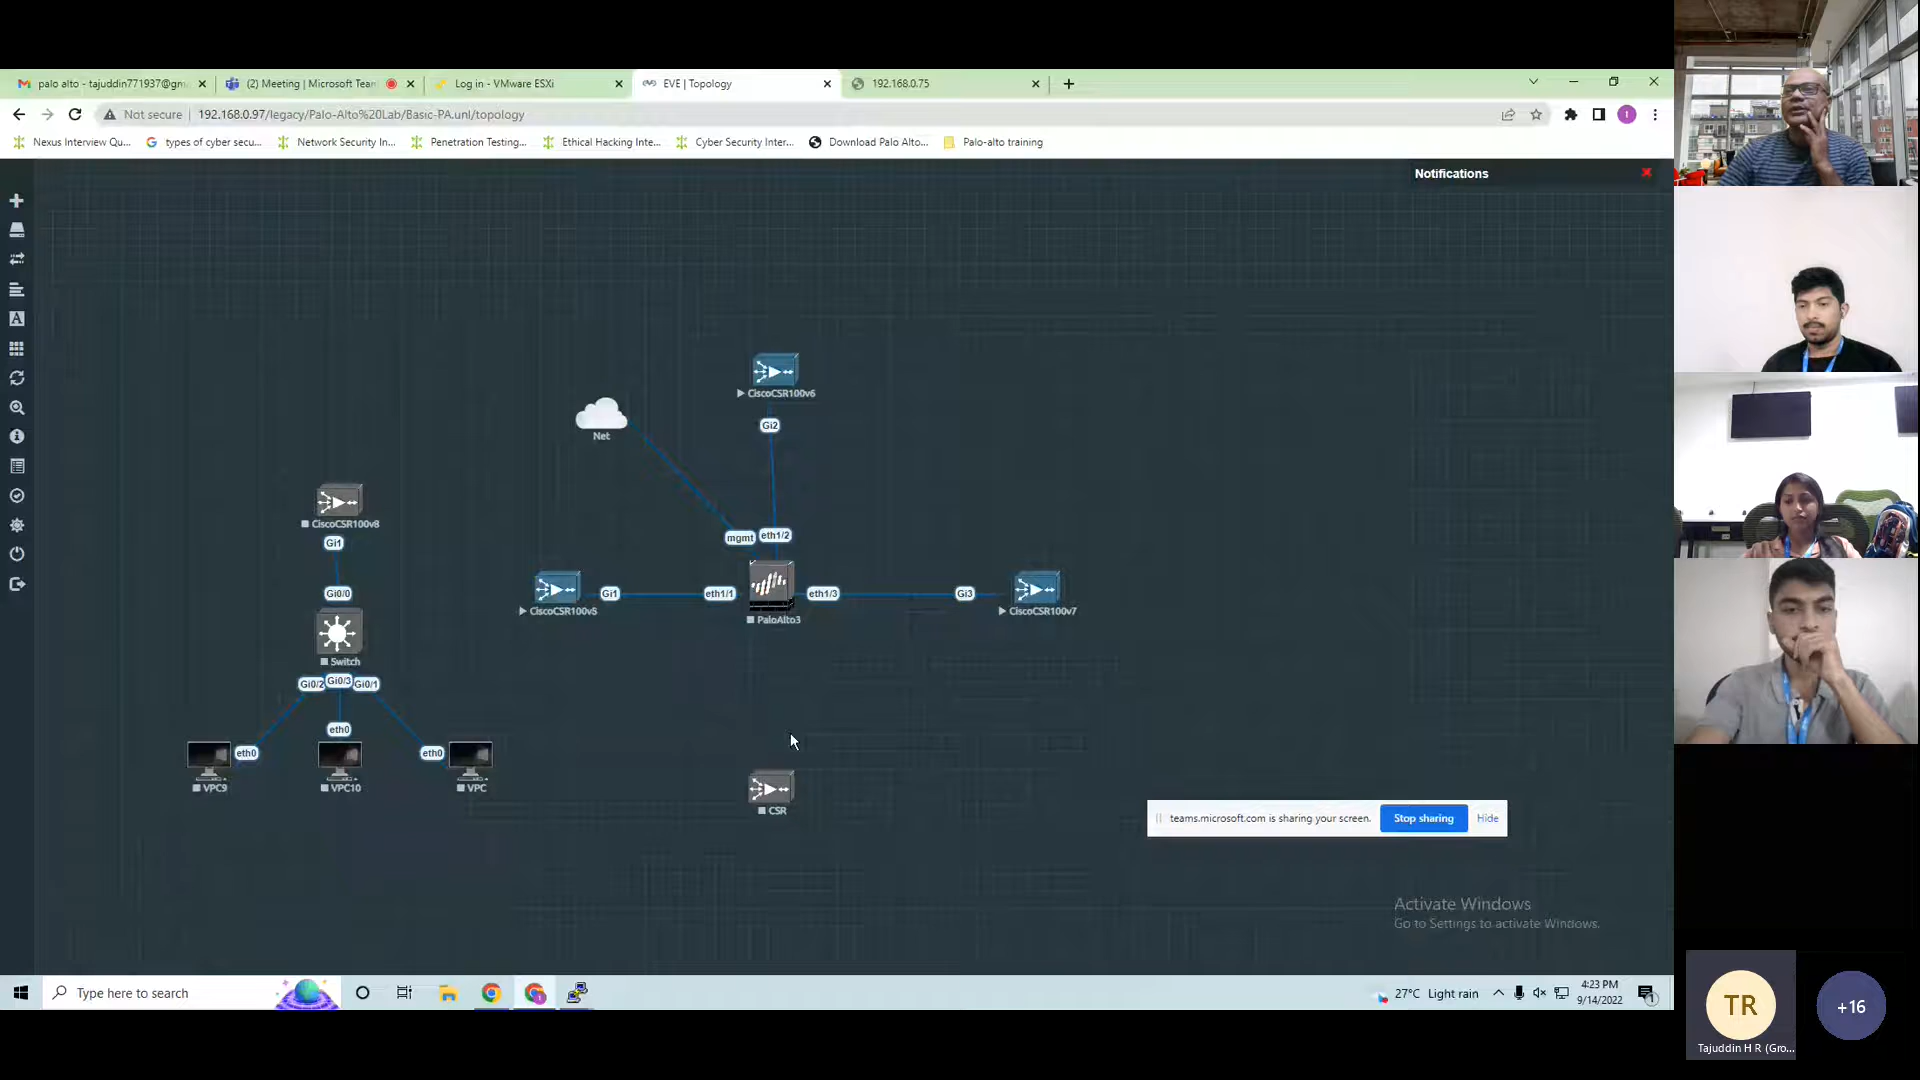 palo alto - tajuddin771937@gm
(2) Meeting | Microsoft Team
Log in - VMware ESXi
EVE | Topology
192.168.0.75
Not secure
192.168.0.97/legacy/Palo-Alto%20Lab/Basic-PA.unl/topology
Nexus Interview Qu...
types of cyber secu...
Network Security In...
Penetration Testing...
Ethical Hacking Inte...
Cyber Security Inter...
Download Palo Alto...
Palo-alto training
Notifications
CiscoCSR100v6
Gi2
Net
CiscoCSR100v8
Gi1
mgmt
eth1/2
Gi0/0
CiscoCSR100v5
Gi1
eth1/1
PaloAlto3
eth1/3
Gi3
CiscoCSR100v7
Switch
Gi0/2
Gi0/3
Gi0/1
eth0
eth0
eth0
VPC9
VPC10
VPC
CSR
teams.microsoft.com is sharing your screen.
Stop sharing
Hide
Activate Windows
Go to Settings to activate Windows.
Type here to search
27°C Light rain
4:23 PM
9/14/2022
1
TR
Tajuddin H R (Gro...
+16